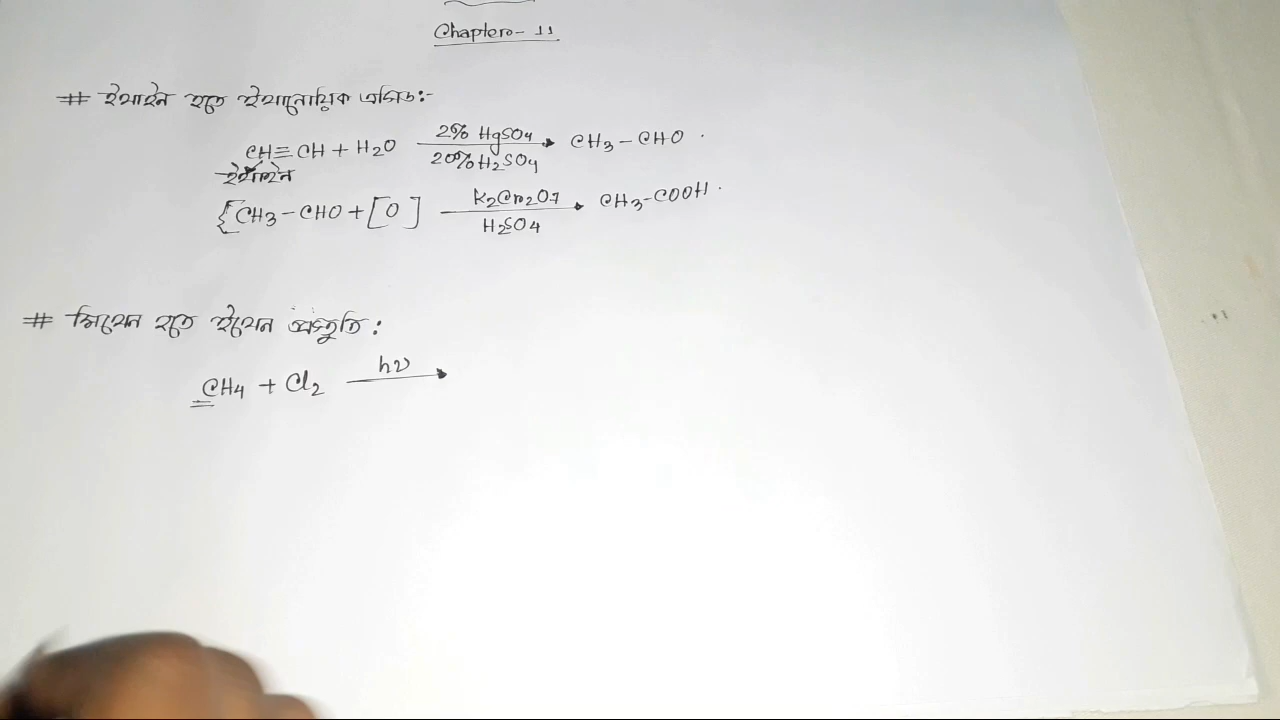 Chapter- 11
# ইথাইন হতে ইথানোয়িক এসিড:-
CH≡CH + H2O 2% HgSO4 20% H2SO4 → CH3-CHO.
ইথাইন
{CH3-CHO + [O] K2Cr2O7 H2SO4 → CH3-COOH.
# মিথেন হতে ইথেন প্রস্তুতি:
CH4 + Cl2 hν →